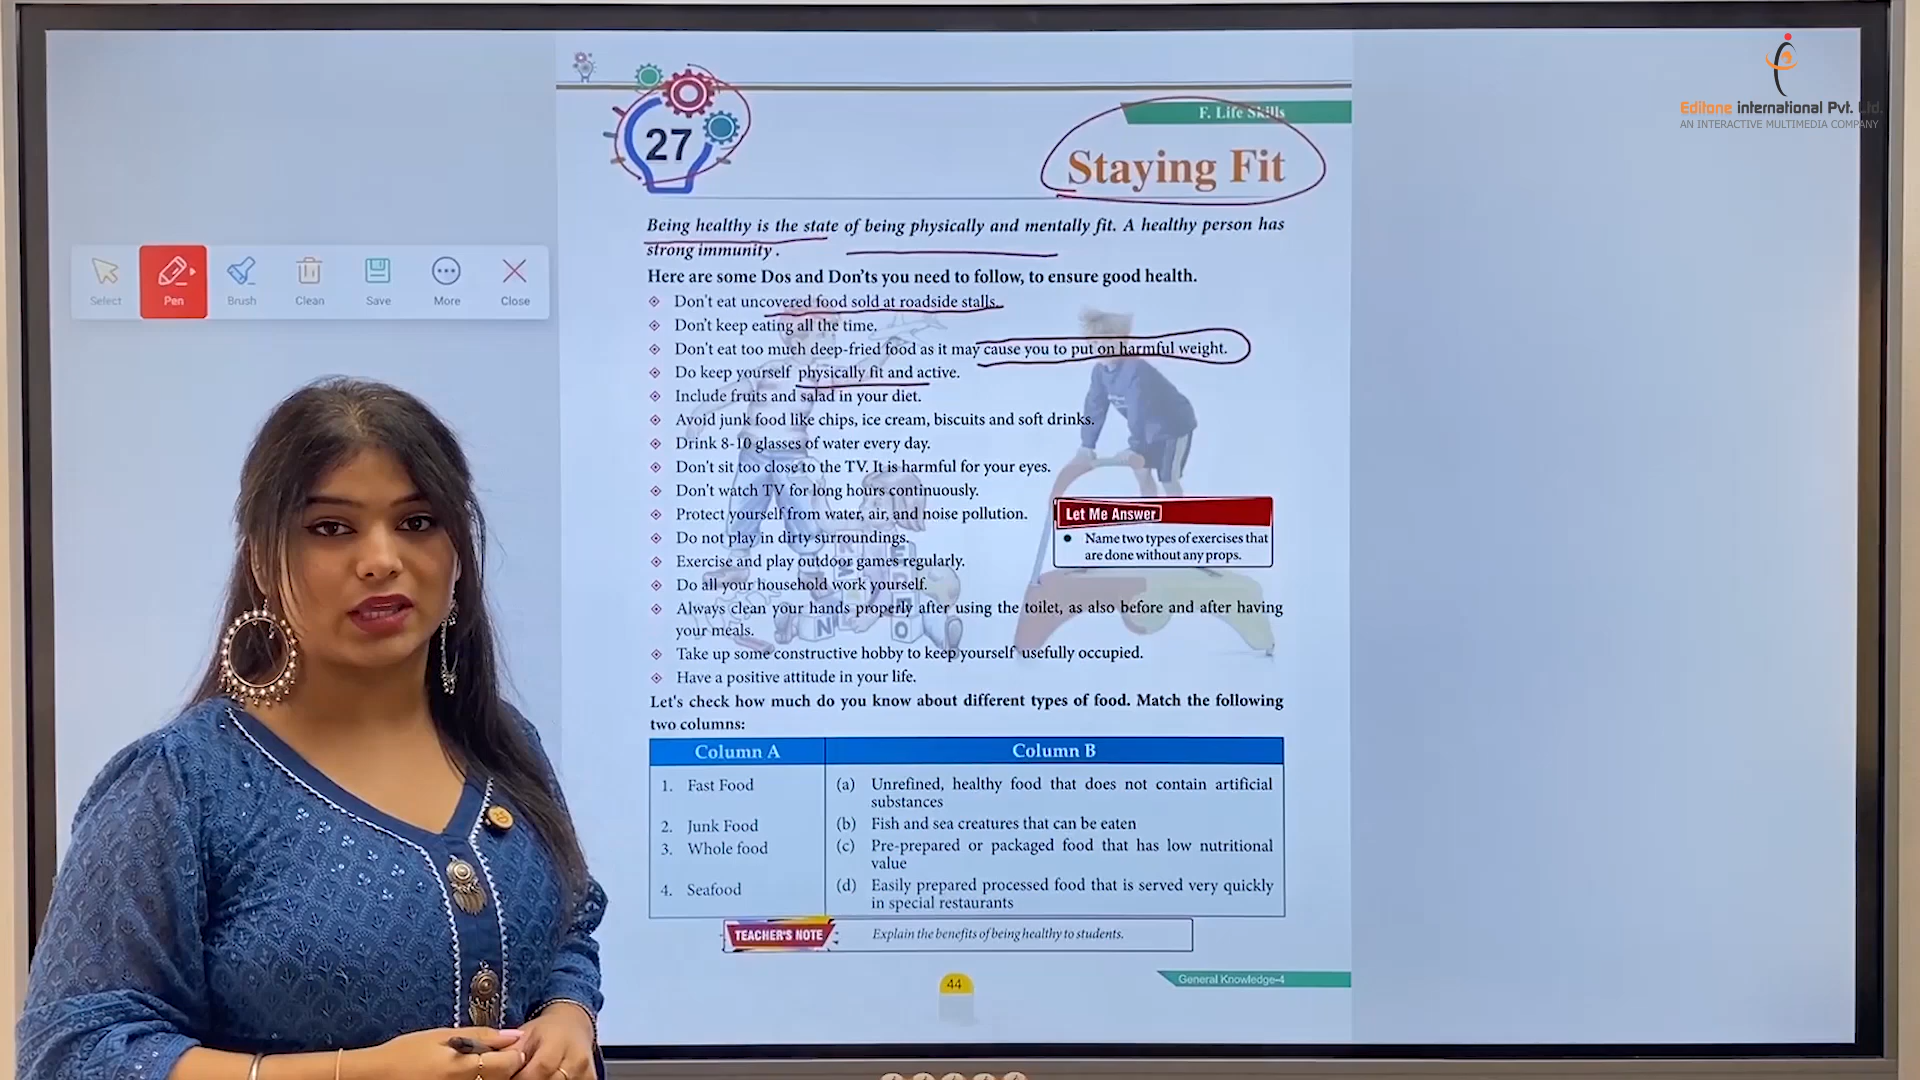 Editone international Pvt. Ltd.
AN INTERACTIVE MULTIMEDIA COMPANY
27
F. Life Skills
Staying Fit
Being healthy is the state of being physically and mentally fit. A healthy person has
strong immunity .
Here are some Dos and Don'ts you need to follow, to ensure good health.
Don't eat uncovered food sold at roadside stalls.
Don't keep eating all the time.
Don't eat too much deep-fried food as it may cause you to put on harmful weight.
Do keep yourself physically fit and active.
Include fruits and salad in your diet.
Avoid junk food like chips, ice cream, biscuits and soft drinks.
Drink 8-10 glasses of water every day.
Don't sit too close to the TV. It is harmful for your eyes.
Don't watch TV for long hours continuously.
Protect yourself from water, air, and noise pollution.
Do not play in dirty surroundings.
Exercise and play outdoor games regularly.
Do all your household work yourself.
Always clean your hands properly after using the toilet, as also before and after having
your meals.
Take up some constructive hobby to keep yourself usefully occupied.
Have a positive attitude in your life.
Let Me Answer
Name two types of exercises that
are done without any props.
Let's check how much do you know about different types of food. Match the following
two columns:
Column A
Column B
1. Fast Food
(a) Unrefined, healthy food that does not contain artificial
substances
2. Junk Food
(b) Fish and sea creatures that can be eaten
3. Whole food
(c) Pre-prepared or packaged food that has low nutritional
value
4. Seafood
(d) Easily prepared processed food that is served very quickly
in special restaurants
TEACHER'S NOTE
Explain the benefits of being healthy to students.
44
General Knowledge-4
Select
Pen
Brush
Clean
Save
More
Close